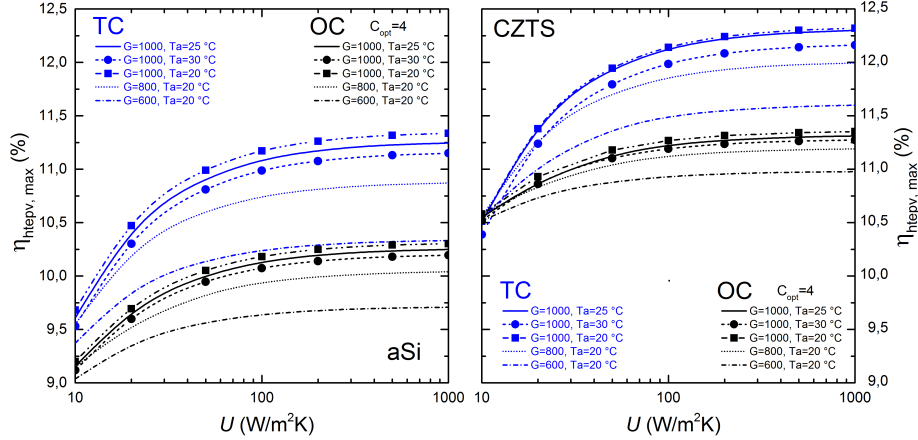 TC
OC C_opt=4
G=1000, Ta=25 °C
G=1000, Ta=30 °C
G=1000, Ta=20 °C
G=800, Ta=20 °C
G=600, Ta=20 °C
G=1000, Ta=25 °C
G=1000, Ta=30 °C
G=1000, Ta=20 °C
G=800, Ta=20 °C
G=600, Ta=20 °C
12,5
12,0
11,5
11,0
10,5
10,0
9,5
9,0
η_htepv, max (%)
aSi
10
100
1000
U (W/m²K)
CZTS
TC
OC C_opt=4
G=1000, Ta=25 °C
G=1000, Ta=30 °C
G=1000, Ta=20 °C
G=800, Ta=20 °C
G=600, Ta=20 °C
G=1000, Ta=25 °C
G=1000, Ta=30 °C
G=1000, Ta=20 °C
G=800, Ta=20 °C
G=600, Ta=20 °C
12,5
12,0
11,5
11,0
10,5
10,0
9,5
9,0
η_htepv, max (%)
10
100
1000
U (W/m²K)